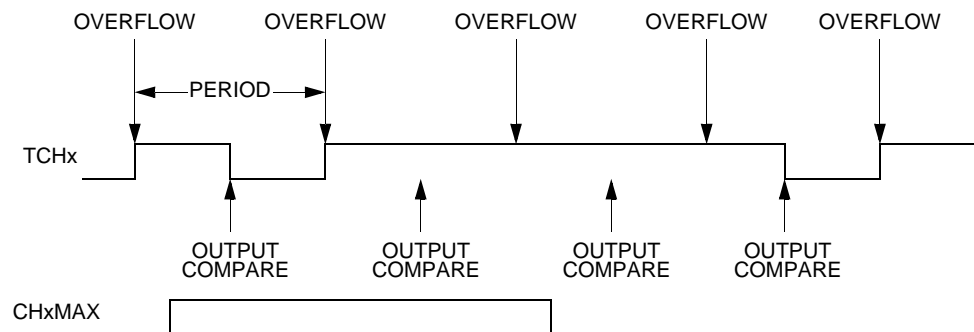 OVERFLOW OVERFLOW OVERFLOW OVERFLOW OVERFLOW
PERIOD
TCHx
OUTPUT COMPARE
OUTPUT COMPARE
OUTPUT COMPARE
OUTPUT COMPARE
CHxMAX